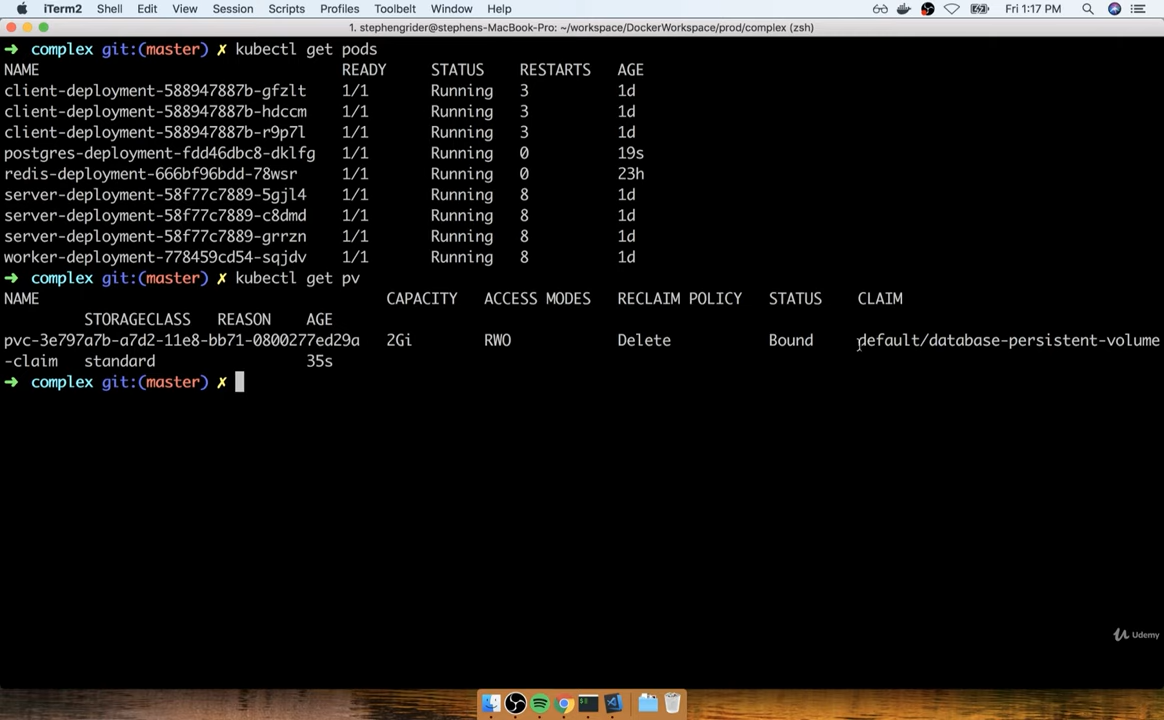 iTerm2 Shell Edit View Session Scripts Profiles Toolbelt Window Help Fri 1:17 PM
1. stephengrider@stephens-MacBook-Pro: ~/workspace/DockerWorkspace/prod/complex (zsh)
➜ complex git:(master) ✗ kubectl get pods
NAME READY STATUS RESTARTS AGE
client-deployment-588947887b-gfzlt 1/1 Running 3 1d
client-deployment-588947887b-hdccm 1/1 Running 3 1d
client-deployment-588947887b-r9p7l 1/1 Running 3 1d
postgres-deployment-fdd46dbc8-dklfg 1/1 Running 0 19s
redis-deployment-666bf96bdd-78wsr 1/1 Running 0 23h
server-deployment-58f77c7889-5gjl4 1/1 Running 8 1d
server-deployment-58f77c7889-c8dmd 1/1 Running 8 1d
server-deployment-58f77c7889-grrzn 1/1 Running 8 1d
worker-deployment-778459cd54-sqjdv 1/1 Running 8 1d
➜ complex git:(master) ✗ kubectl get pv
NAME CAPACITY ACCESS MODES RECLAIM POLICY STATUS CLAIM
STORAGECLASS REASON AGE
pvc-3e797a7b-a7d2-11e8-bb71-0800277ed29a 2Gi RWO Delete Bound default/database-persistent-volume
-claim standard 35s
➜ complex git:(master) ✗
Udemy